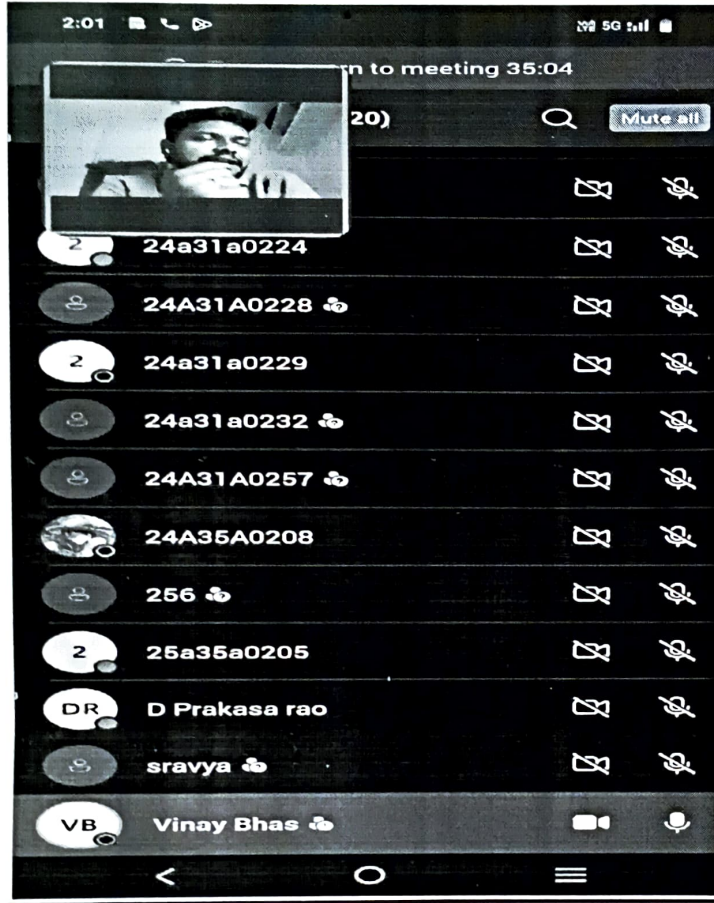 2:01 5G
rn to meeting 35:04
20) Mute all
2 24a31a0224
24A31A0228
2 24a31a0229
24a31a0232
24A31A0257
24A35A0208
256
2 25a35a0205
DR D Prakasa rao
sravya
VB Vinay Bhas